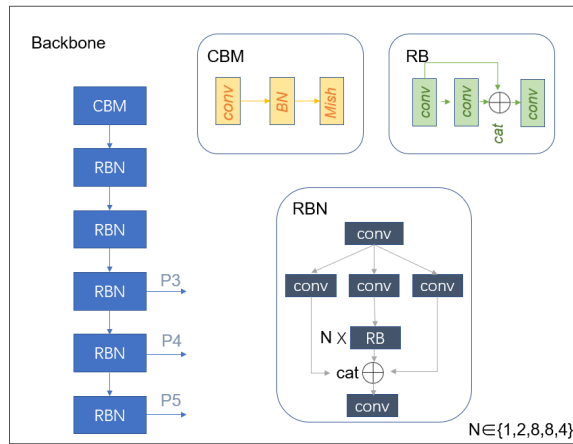 Backbone
CBM
RBN
RBN
RBN
P3
RBN
P4
RBN
P5
CBM
conv
BN
Mish
RB
conv
conv
cat
conv
RBN
conv
conv
conv
conv
N X
RB
cat
conv
N∈{1,2,8,8,4}